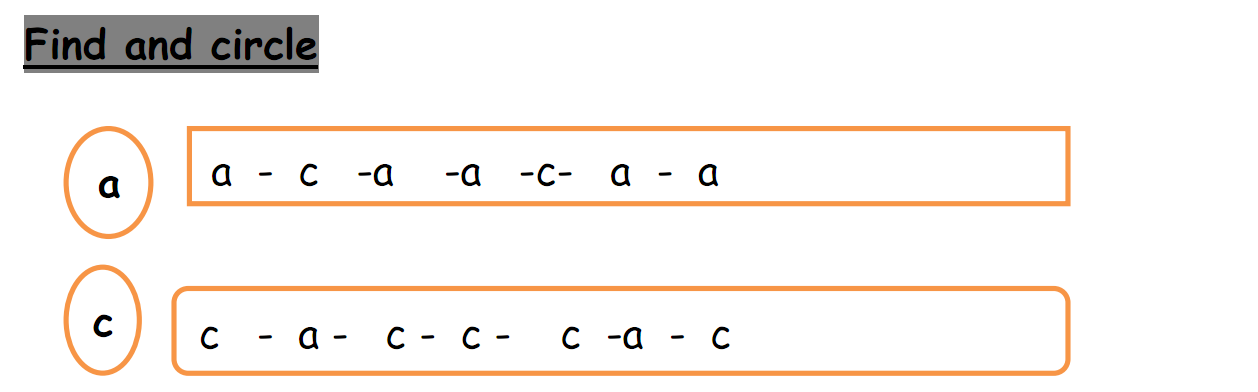 Find and circle
a
a - c -a -a -c- a - a
c
c - a - c - c - c -a - c